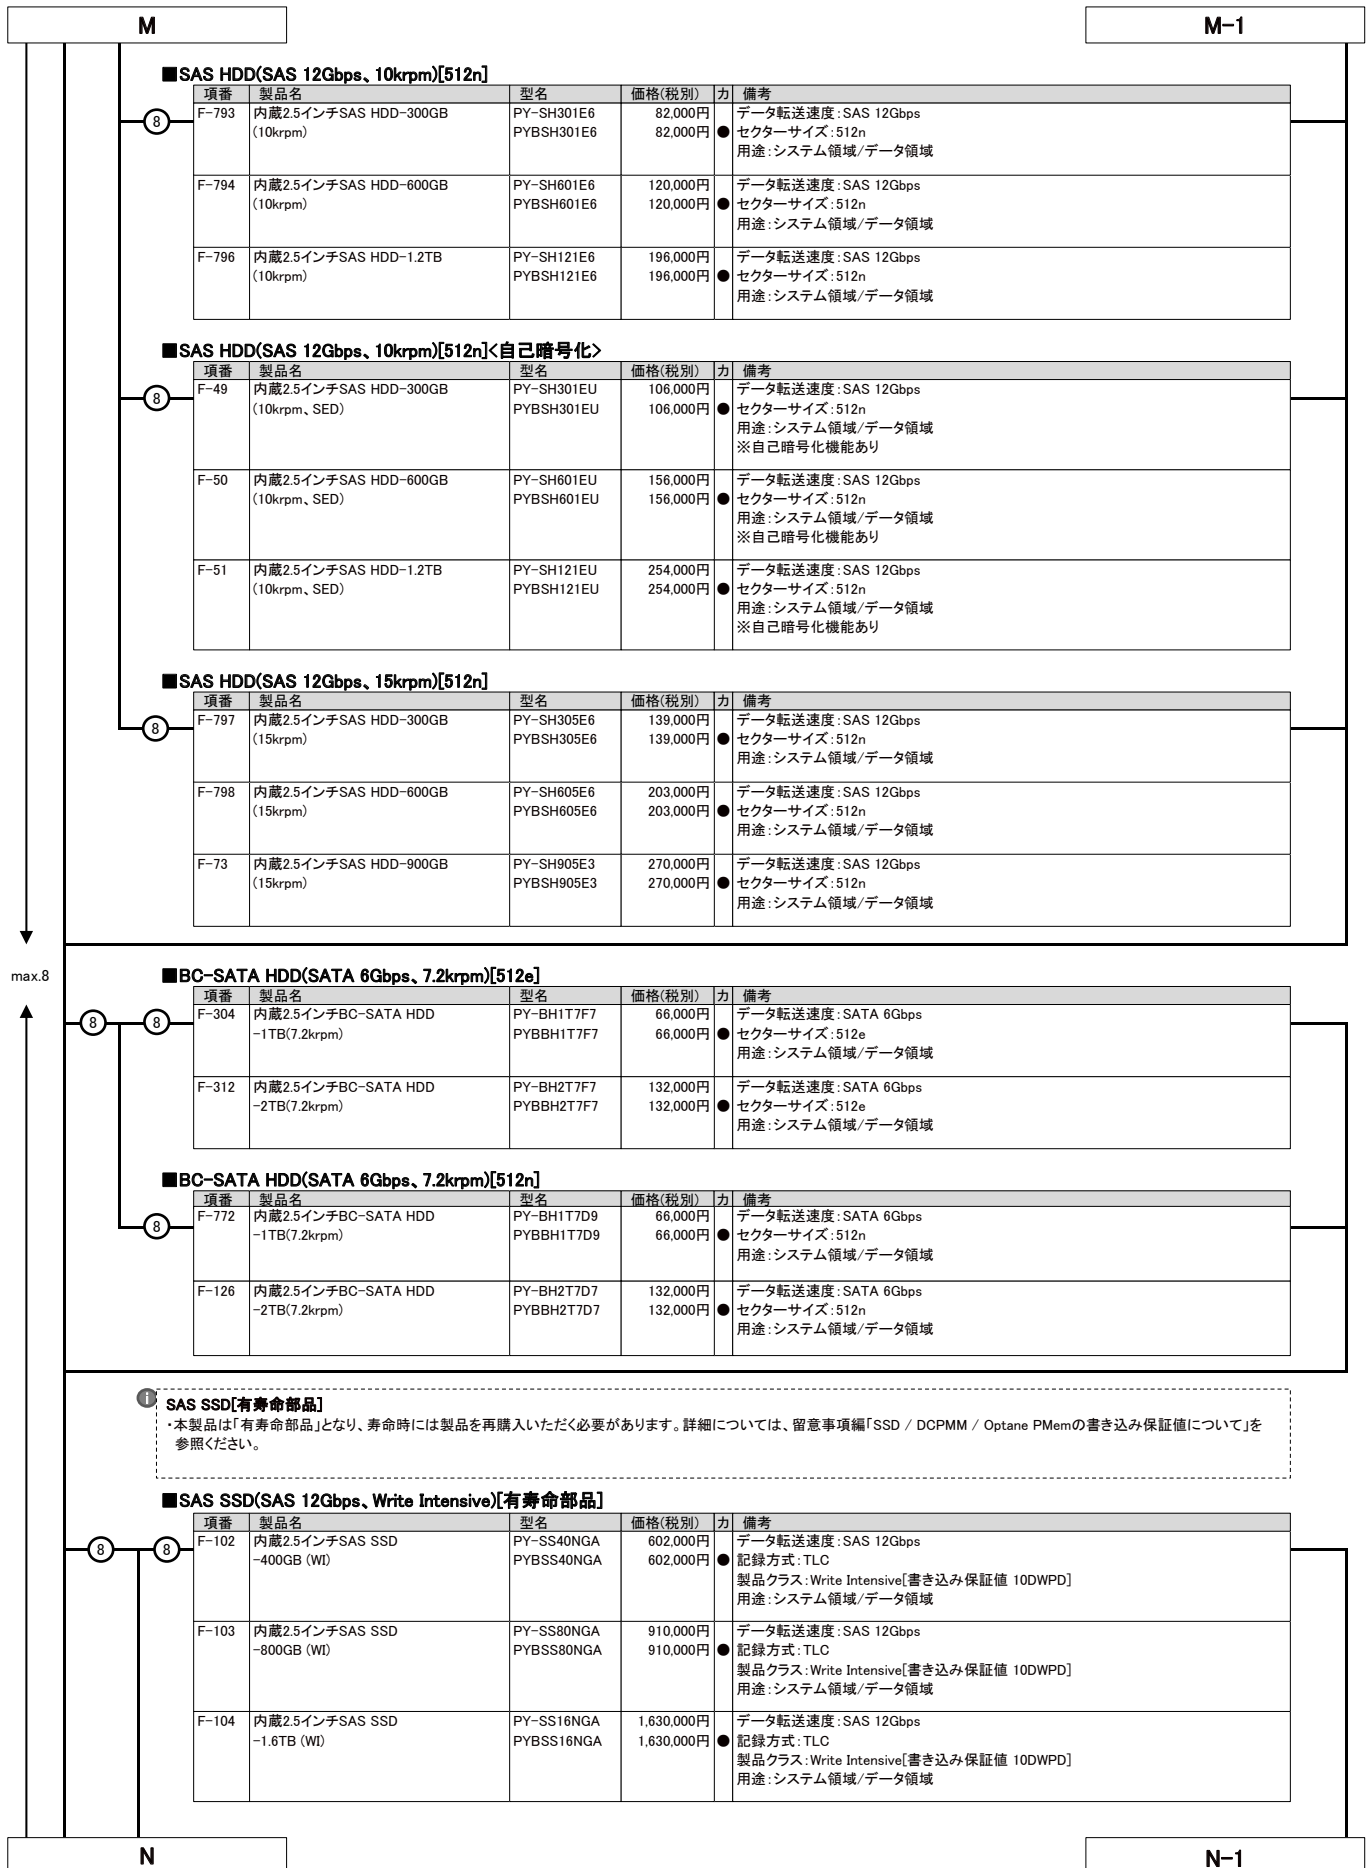 M
M-1
■SAS HDD(SAS 12Gbps、10krpm)[512n]
項番 製品名 型名 価格(税別) カ 備考
⑧ F-793 内蔵2.5インチSAS HDD-300GB PY-SH301E6 82,000円 データ転送速度:SAS 12Gbps
(10krpm) PYBSH301E6 82,000円 ● セクターサイズ:512n
用途:システム領域/データ領域
F-794 内蔵2.5インチSAS HDD-600GB PY-SH601E6 120,000円 データ転送速度:SAS 12Gbps
(10krpm) PYBSH601E6 120,000円 ● セクターサイズ:512n
用途:システム領域/データ領域
F-796 内蔵2.5インチSAS HDD-1.2TB PY-SH121E6 196,000円 データ転送速度:SAS 12Gbps
(10krpm) PYBSH121E6 196,000円 ● セクターサイズ:512n
用途:システム領域/データ領域
■SAS HDD(SAS 12Gbps、10krpm)[512n]<自己暗号化>
項番 製品名 型名 価格(税別) カ 備考
⑧ F-49 内蔵2.5インチSAS HDD-300GB PY-SH301EU 106,000円 データ転送速度:SAS 12Gbps
(10krpm、SED) PYBSH301EU 106,000円 ● セクターサイズ:512n
用途:システム領域/データ領域
※自己暗号化機能あり
F-50 内蔵2.5インチSAS HDD-600GB PY-SH601EU 156,000円 データ転送速度:SAS 12Gbps
(10krpm、SED) PYBSH601EU 156,000円 ● セクターサイズ:512n
用途:システム領域/データ領域
※自己暗号化機能あり
F-51 内蔵2.5インチSAS HDD-1.2TB PY-SH121EU 254,000円 データ転送速度:SAS 12Gbps
(10krpm、SED) PYBSH121EU 254,000円 ● セクターサイズ:512n
用途:システム領域/データ領域
※自己暗号化機能あり
■SAS HDD(SAS 12Gbps、15krpm)[512n]
項番 製品名 型名 価格(税別) カ 備考
⑧ F-797 内蔵2.5インチSAS HDD-300GB PY-SH305E6 139,000円 データ転送速度:SAS 12Gbps
(15krpm) PYBSH305E6 139,000円 ● セクターサイズ:512n
用途:システム領域/データ領域
F-798 内蔵2.5インチSAS HDD-600GB PY-SH605E6 203,000円 データ転送速度:SAS 12Gbps
(15krpm) PYBSH605E6 203,000円 ● セクターサイズ:512n
用途:システム領域/データ領域
F-73 内蔵2.5インチSAS HDD-900GB PY-SH905E3 270,000円 データ転送速度:SAS 12Gbps
(15krpm) PYBSH905E3 270,000円 ● セクターサイズ:512n
用途:システム領域/データ領域
max.8
■BC-SATA HDD(SATA 6Gbps、7.2krpm)[512e]
項番 製品名 型名 価格(税別) カ 備考
⑧ ⑧ F-304 内蔵2.5インチBC-SATA HDD PY-BH1T7F7 66,000円 データ転送速度:SATA 6Gbps
-1TB(7.2krpm) PYBBH1T7F7 66,000円 ● セクターサイズ:512e
用途:システム領域/データ領域
F-312 内蔵2.5インチBC-SATA HDD PY-BH2T7F7 132,000円 データ転送速度:SATA 6Gbps
-2TB(7.2krpm) PYBBH2T7F7 132,000円 ● セクターサイズ:512e
用途:システム領域/データ領域
■BC-SATA HDD(SATA 6Gbps、7.2krpm)[512n]
項番 製品名 型名 価格(税別) カ 備考
⑧ F-772 内蔵2.5インチBC-SATA HDD PY-BH1T7D9 66,000円 データ転送速度:SATA 6Gbps
-1TB(7.2krpm) PYBBH1T7D9 66,000円 ● セクターサイズ:512n
用途:システム領域/データ領域
F-126 内蔵2.5インチBC-SATA HDD PY-BH2T7D7 132,000円 データ転送速度:SATA 6Gbps
-2TB(7.2krpm) PYBBH2T7D7 132,000円 ● セクターサイズ:512n
用途:システム領域/データ領域
i SAS SSD[有寿命部品]
・本製品は「有寿命部品」となり、寿命時には製品を再購入いただく必要があります。詳細については、留意事項編「SSD / DCPMM / Optane PMemの書き込み保証値について」を
参照ください。
■SAS SSD(SAS 12Gbps、Write Intensive)[有寿命部品]
項番 製品名 型名 価格(税別) カ 備考
⑧ ⑧ F-102 内蔵2.5インチSAS SSD PY-SS40NGA 602,000円 データ転送速度:SAS 12Gbps
-400GB (WI) PYBSS40NGA 602,000円 ● 記録方式:TLC
製品クラス:Write Intensive[書き込み保証値 10DWPD]
用途:システム領域/データ領域
F-103 内蔵2.5インチSAS SSD PY-SS80NGA 910,000円 データ転送速度:SAS 12Gbps
-800GB (WI) PYBSS80NGA 910,000円 ● 記録方式:TLC
製品クラス:Write Intensive[書き込み保証値 10DWPD]
用途:システム領域/データ領域
F-104 内蔵2.5インチSAS SSD PY-SS16NGA 1,630,000円 データ転送速度:SAS 12Gbps
-1.6TB (WI) PYBSS16NGA 1,630,000円 ● 記録方式:TLC
製品クラス:Write Intensive[書き込み保証値 10DWPD]
用途:システム領域/データ領域
N
N-1